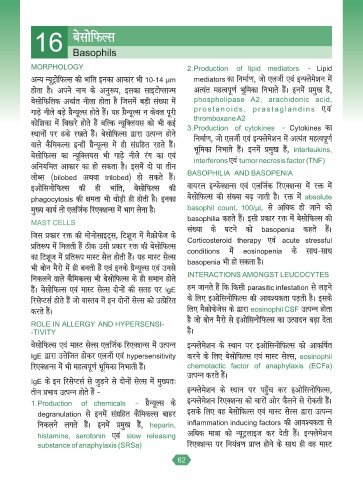 16
बेसोफिल्स
Basophils
MORPHOLOGY
अन्य न्यूट्रोफिल्स की भांति इनका आकार भी 10-14 μm
होता है। अपने नाम के अनुरूप, इसका साइटोप्लाज्म
बेसोफिलिक अर्थात नीला होता है जिसमें बड़ी संख्या में
गाढ़े नीले बड़े ग्रैन्यूल्स होते हैं। यह ग्रैन्यूल्स न केवल पूरी
कोशिका में बिखरे होते हैं बल्कि न्यूक्लियस को भी कई
स्थानों पर ढके रखते हैं। बेसोफिल्स द्वारा उत्पन्न होने
वाले कैमिकल्स इन्हीं ग्रैन्यूल्स में ही संग्रहित रहते हैं।
बेसोफिल्स का न्यूक्लियस भी गाढ़े नीले रंग का एवं
अनियमित आकार का हो सकता है। इसमें दो या तीन
लोब्स (bilobed अथवा trilobed) हो सकते हैं।
इओसिनोफिल्स की ही भांति, बेसोफिल्स की
phagocytosis की क्षमता भी थोड़ी ही होती है। इनका
मुख्य कार्य तो एलर्जिक रिएक्शन्स में भाग लेना है।
MAST CELLS
जिस प्रकार रक्त की मोनोसाइट्स, टिशूज में मैक्रोफेज के
प्रतिरूप में मिलती हैं ठीक उसी प्रकार रक्त की बेसोफिल्स
का टिशूज में प्रतिरूप मास्ट सेल होती हैं। यह मास्ट सेल्स
भी बोन मैरो में ही बनती हैं एवं इनके ग्रैन्यूल्स एवं उनसे
निकलने वाले कैमिकल्स भी बेसोफिल्स के ही समान होते
हैं। बेसोफिल्स एवं मास्ट सेल्स दोनों की सतह पर IgE
रिसेप्टर्स होते हैं जो वास्तव में इन दोनों सेल्स को उत्प्रेरित
करते हैं।
ROLE IN ALLERGY AND HYPERSENSI-
-TIVITY
बेसोफिल्स एवं मास्ट सेल्स एलर्जिक रिएक्शन्स में उत्पन्न
IgE द्वारा उत्तेजित होकर एलर्जी एवं hypersensitivity
रिएक्शन्स में भी महत्वपूर्ण भूमिका निभाती हैं।
IgE के इन रिसेप्टर्स से जुड़ने से दोनों सेल्स में मुख्यतः
तीन प्रभाव उत्पन्न होते हैं -
1.Production of chemicals - ग्रैन्यूल्स के
degranulation से इनमें संग्रहित कैमिकल्स बाहर
निकलने लगते हैं। इनमें प्रमुख हैं, heparin,
histamine, serotonin एवं slow releasing
substance of anaphylaxis (SRSa)
2.Production of lipid mediators - Lipid
mediators का निर्माण, जो एलर्जी एवं इन्फ्लेमेशन में
अत्यंत महत्वपूर्ण भूमिका निभाते हैं। इनमें प्रमुख हैं,
phospholipase A2, arachidonic acid,
prostanoids, prastaglandins एवं
thromboxane A2
3.Production of cytokines - Cytokines का
निर्माण, जो एलर्जी एवं इन्फ्लेमेशन में अत्यंत महत्वपूर्ण
भूमिका निभाते हैं। इनमें प्रमुख हैं, interleukins,
interferons एवं tumor necrosis factor (TNF)
BASOPHILIA AND BASOPENIA
वायरल इन्फेक्शन्स एवं एलर्जिक रिएक्शन्स में रक्त में
बेसोफिल्स की संख्या बढ़ जाती है। रक्त में absolute
basophil count, 100/μL से अधिक हो जाने को
basophilia कहते हैं। इसी प्रकार रक्त में बेसोफिल्स की
संख्या के घटने को basopenia कहते हैं।
Corticosteroid therapy एवं acute stressful
conditions में eosinopenia के साथ-साथ
basopenia भी हो सकता है।
INTERACTIONS AMONGST LEUCOCYTES
हम जानते हैं कि किसी parasitic infestation से लड़ने
के लिए इओसिनोफिल्स की आवश्यकता पड़ती है। इसके
लिए मैक्रोफेजेस के द्वारा eosinophil CSF उत्पन्न होता
है जो बोन मैरो से इओसिनोफिल्स का उत्पादन बड़ा देता
है।
इन्फ्लेमेशन के स्थान पर इओसिनोफिल्स को आकर्षित
करने के लिए बेसोफिल्स एवं मास्ट सेल्स, eosinophil
chemotactic factor of anaphylaxis (ECFa)
उत्पन्न करते हैं।
इन्फ्लेमेशन के स्थान पर पहुँच कर इओसिनोफिल्स,
इन्फ्लेमेशन रिएक्शन्स को चारों ओर फैलने से रोकती हैं।
इसके लिए वह बेसोफिल्स एवं मास्ट सेल्स द्वारा उत्पन्न
inflammation inducing factors की आवश्यकता से
अधिक मात्रा को न्यूट्रलाइज कर देती हैं। इन्फ्लेमेशन
रिएक्शन्स पर नियंत्रण प्राप्त होने के साथ ही वह मास्ट
62